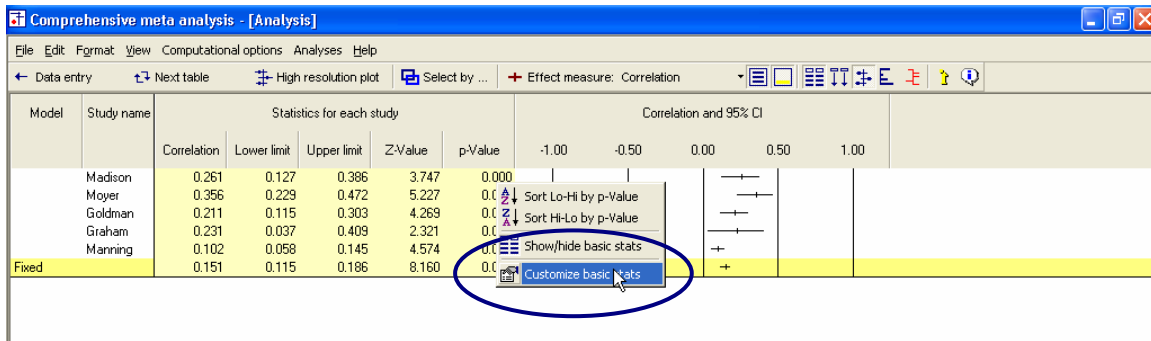 Comprehensive meta analysis - [Analysis]
File Edit Format View Computational options Analyses Help
Data entry Next table High resolution plot Select by ... Effect measure: Correlation
Model Study name Statistics for each study Correlation and 95% CI
Correlation Lower limit Upper limit Z-Value p-Value -1.00 -0.50 0.00 0.50 1.00
Madison 0.261 0.127 0.386 3.747 0.000
Moyer 0.356 0.229 0.472 5.227
Sort Lo-Hi by p-Value
Goldman 0.211 0.115 0.303 4.269
Sort Hi-Lo by p-Value
Graham 0.231 0.037 0.409 2.321
Manning 0.102 0.058 0.145 4.574
Show/hide basic stats
Fixed 0.151 0.115 0.186 8.160
Customize basic stats